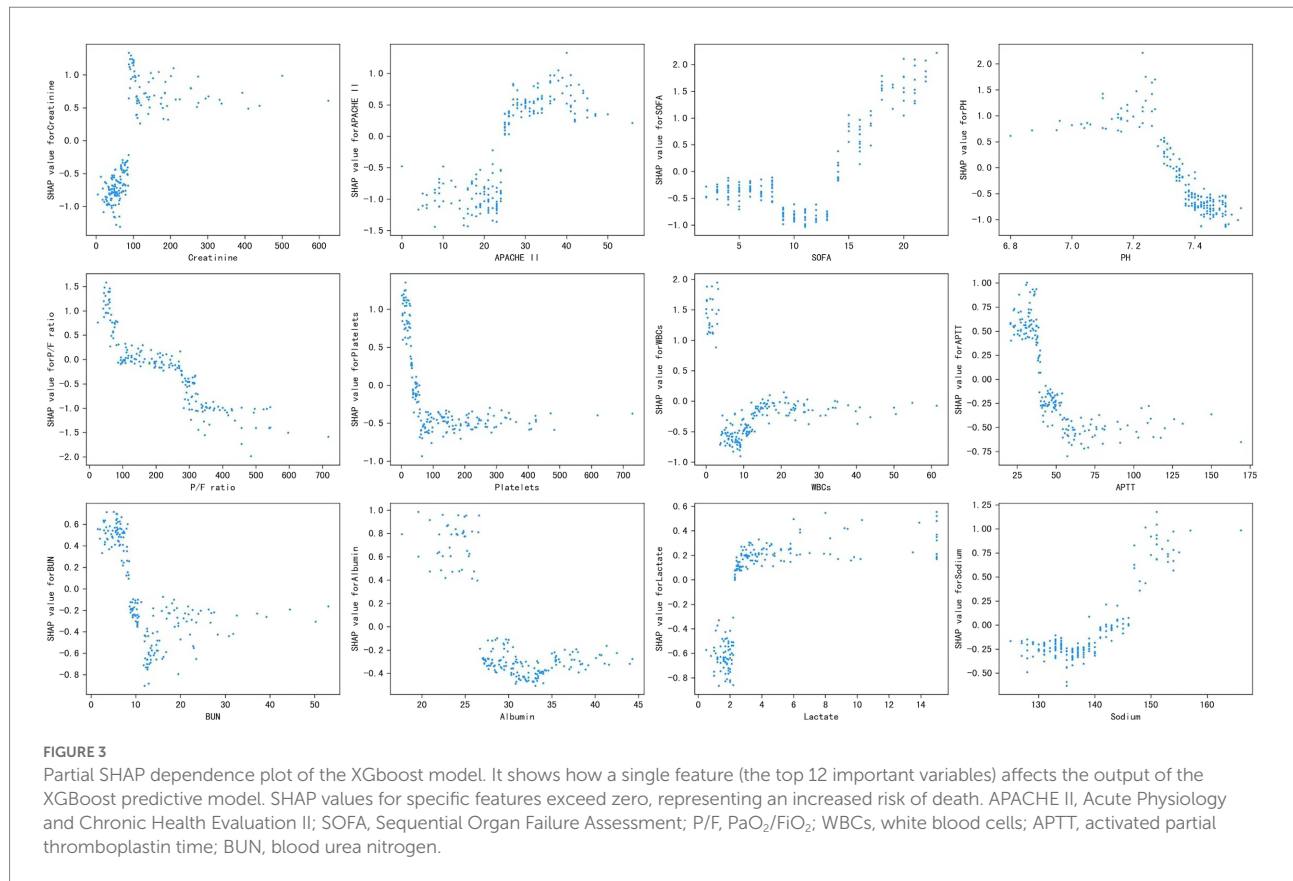 1.0
0.5
0.0
-0.5
-1.0
SHAP value forCreatinine
0 100 200 300 400 500 600
Creatinine
1.0
0.5
0.0
-0.5
-1.0
-1.5
SHAP value forAPACHE II
0 10 20 30 40 50
APACHE II
2.0
1.5
1.0
0.5
0.0
-0.5
-1.0
SHAP value forSOFA
5 10 15 20
SOFA
2.0
1.5
1.0
0.5
0.0
-0.5
-1.0
SHAP value forPH
6.8 7.0 7.2 7.4
PH
1.5
1.0
0.5
0.0
-0.5
-1.0
-1.5
-2.0
SHAP value forP/F ratio
0 100 200 300 400 500 600 700
P/F ratio
1.0
0.5
0.0
-0.5
-1.0
SHAP value forPlatelets
0 100 200 300 400 500 600 700
Platelets
2.0
1.5
1.0
0.5
0.0
-0.5
-1.0
SHAP value forWBCs
0 10 20 30 40 50 60
WBCs
1.00
0.75
0.50
0.25
0.00
-0.25
-0.50
-0.75
SHAP value forAPTT
25 50 75 100 125 150 175
APTT
0.6
0.4
0.2
0.0
-0.2
-0.4
-0.6
-0.8
SHAP value forBUN
0 10 20 30 40 50
BUN
1.0
0.8
0.6
0.4
0.2
0.0
-0.2
-0.4
SHAP value forAlbumin
20 25 30 35 40 45
Albumin
0.6
0.4
0.2
0.0
-0.2
-0.4
-0.6
-0.8
SHAP value forLactate
0 2 4 6 8 10 12 14
Lactate
1.25
1.00
0.75
0.50
0.25
0.00
-0.25
-0.50
SHAP value forSodium
130 140 150 160
Sodium
FIGURE 3
Partial SHAP dependence plot of the XGboost model. It shows how a single feature (the top 12 important variables) affects the output of the
XGBoost predictive model. SHAP values for specific features exceed zero, representing an increased risk of death. APACHE II, Acute Physiology
and Chronic Health Evaluation II; SOFA, Sequential Organ Failure Assessment; P/F, PaO₂/FiO₂; WBCs, white blood cells; APTT, activated partial
thromboplastin time; BUN, blood urea nitrogen.